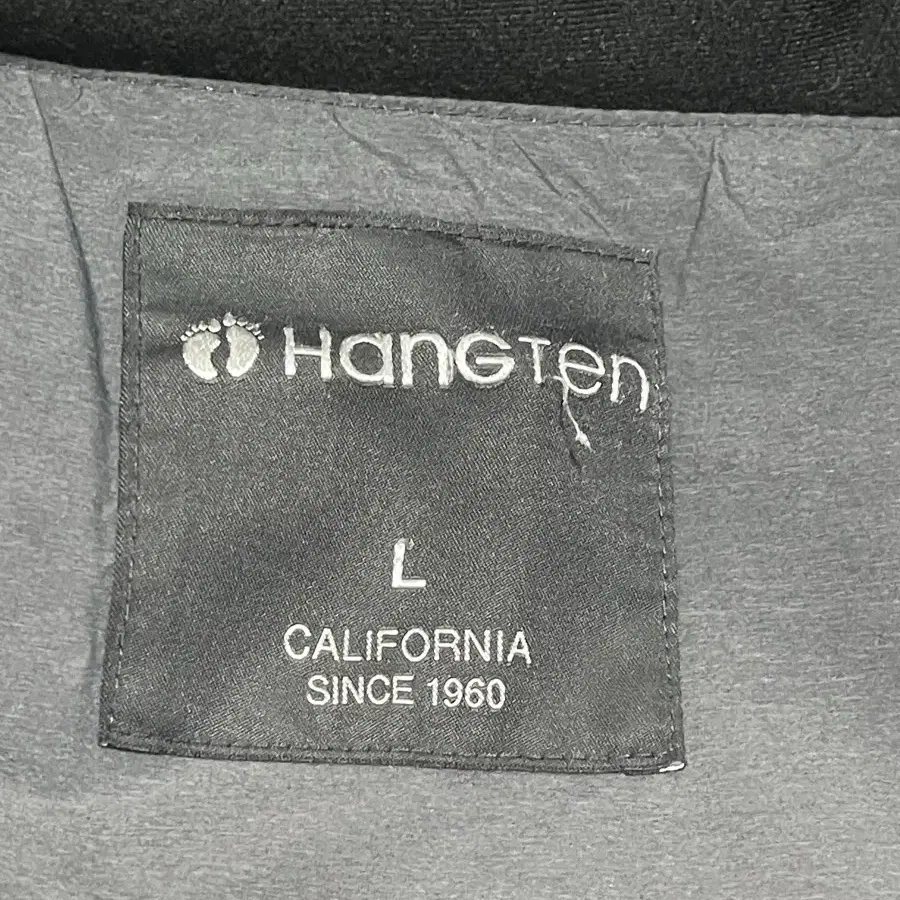 HANGTEN
L
CALIFORNIA
SINCE 1960